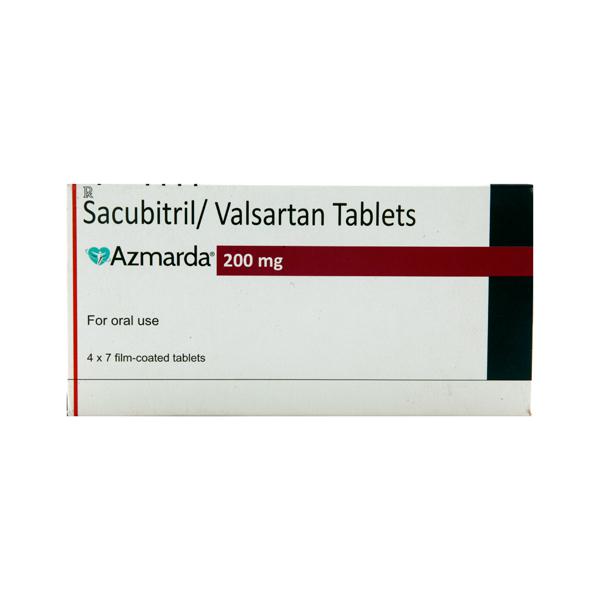 Rx
Sacubitril/ Valsartan Tablets
Azmarda® 200 mg
For oral use
4 x 7 film-coated tablets